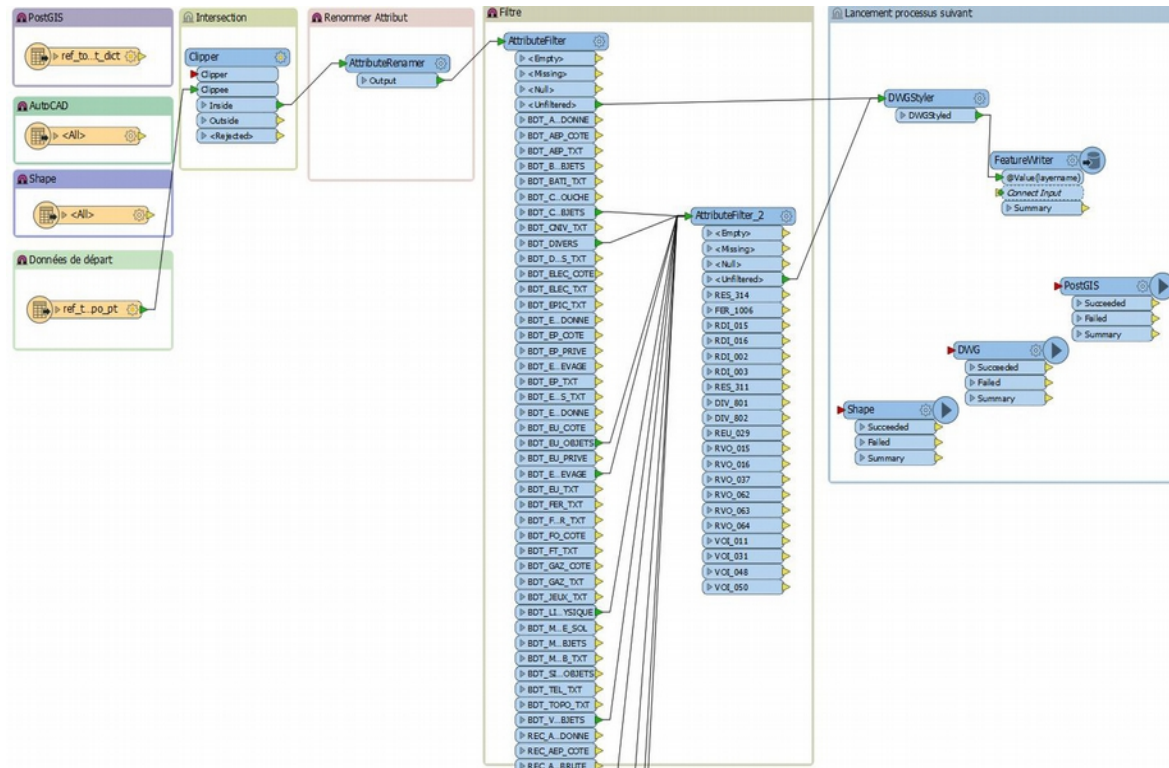 PostGIS
ref_to...t_dict
AutoCAD
<All>
Shape
<All>
Données de départ
ref_t...po_pt
Intersection
Clipper
Clipper
Clippee
Inside
Outside
<Rejected>
Renommer Attribut
AttributeRenamer
Output
Filtre
AttributeFilter
<Empty>
<Missing>
<Null>
<Unfiltered>
BDT_A...DONNE
BDT_AEP_COTE
BDT_AEP_TXT
BDT_B...BJETS
BDT_BATI_TXT
BDT_C...OUCHE
BDT_C...BJETS
BDT_CNIV_TXT
BDT_DIVERS
BDT_D...S_TXT
BDT_ELEC_COTE
BDT_ELEC_TXT
BDT_EPIC_TXT
BDT_E...DONNE
BDT_EP_COTE
BDT_EP_PRIVE
BDT_E...EVAGE
BDT_EP_TXT
BDT_E...S_TXT
BDT_E...DONNE
BDT_EU_COTE
BDT_EU_OBJETS
BDT_EU_PRIVE
BDT_E...EVAGE
BDT_EU_TXT
BDT_FER_TXT
BDT_F...R_TXT
BDT_FO_COTE
BDT_FT_TXT
BDT_GAZ_COTE
BDT_GAZ_TXT
BDT_JEUX_TXT
BDT_LI...YSIQUE
BDT_M...E_SOL
BDT_M...BJETS
BDT_M...B_TXT
BDT_SI...OBJETS
BDT_TEL_TXT
BDT_TOPO_TXT
BDT_V...BJETS
REC_A...DONNE
REC_AEP_COTE
REC_A...BRUTE
AttributeFilter_2
<Empty>
<Missing>
<Null>
<Unfiltered>
RES_314
FER_1006
RDI_015
RDI_016
RDI_002
RDI_003
RES_311
DIV_801
DIV_802
REU_029
RVO_015
RVO_016
RVO_037
RVO_062
RVO_063
RVO_064
VOI_011
VOI_031
VOI_048
VOI_050
Lancement processus suivant
DWGStyler
DWGStyled
FeatureWriter
@Value(layername)
Connect Input
Summary
PostGIS
Succeeded
Failed
Summary
DWG
Succeeded
Failed
Summary
Shape
Succeeded
Failed
Summary